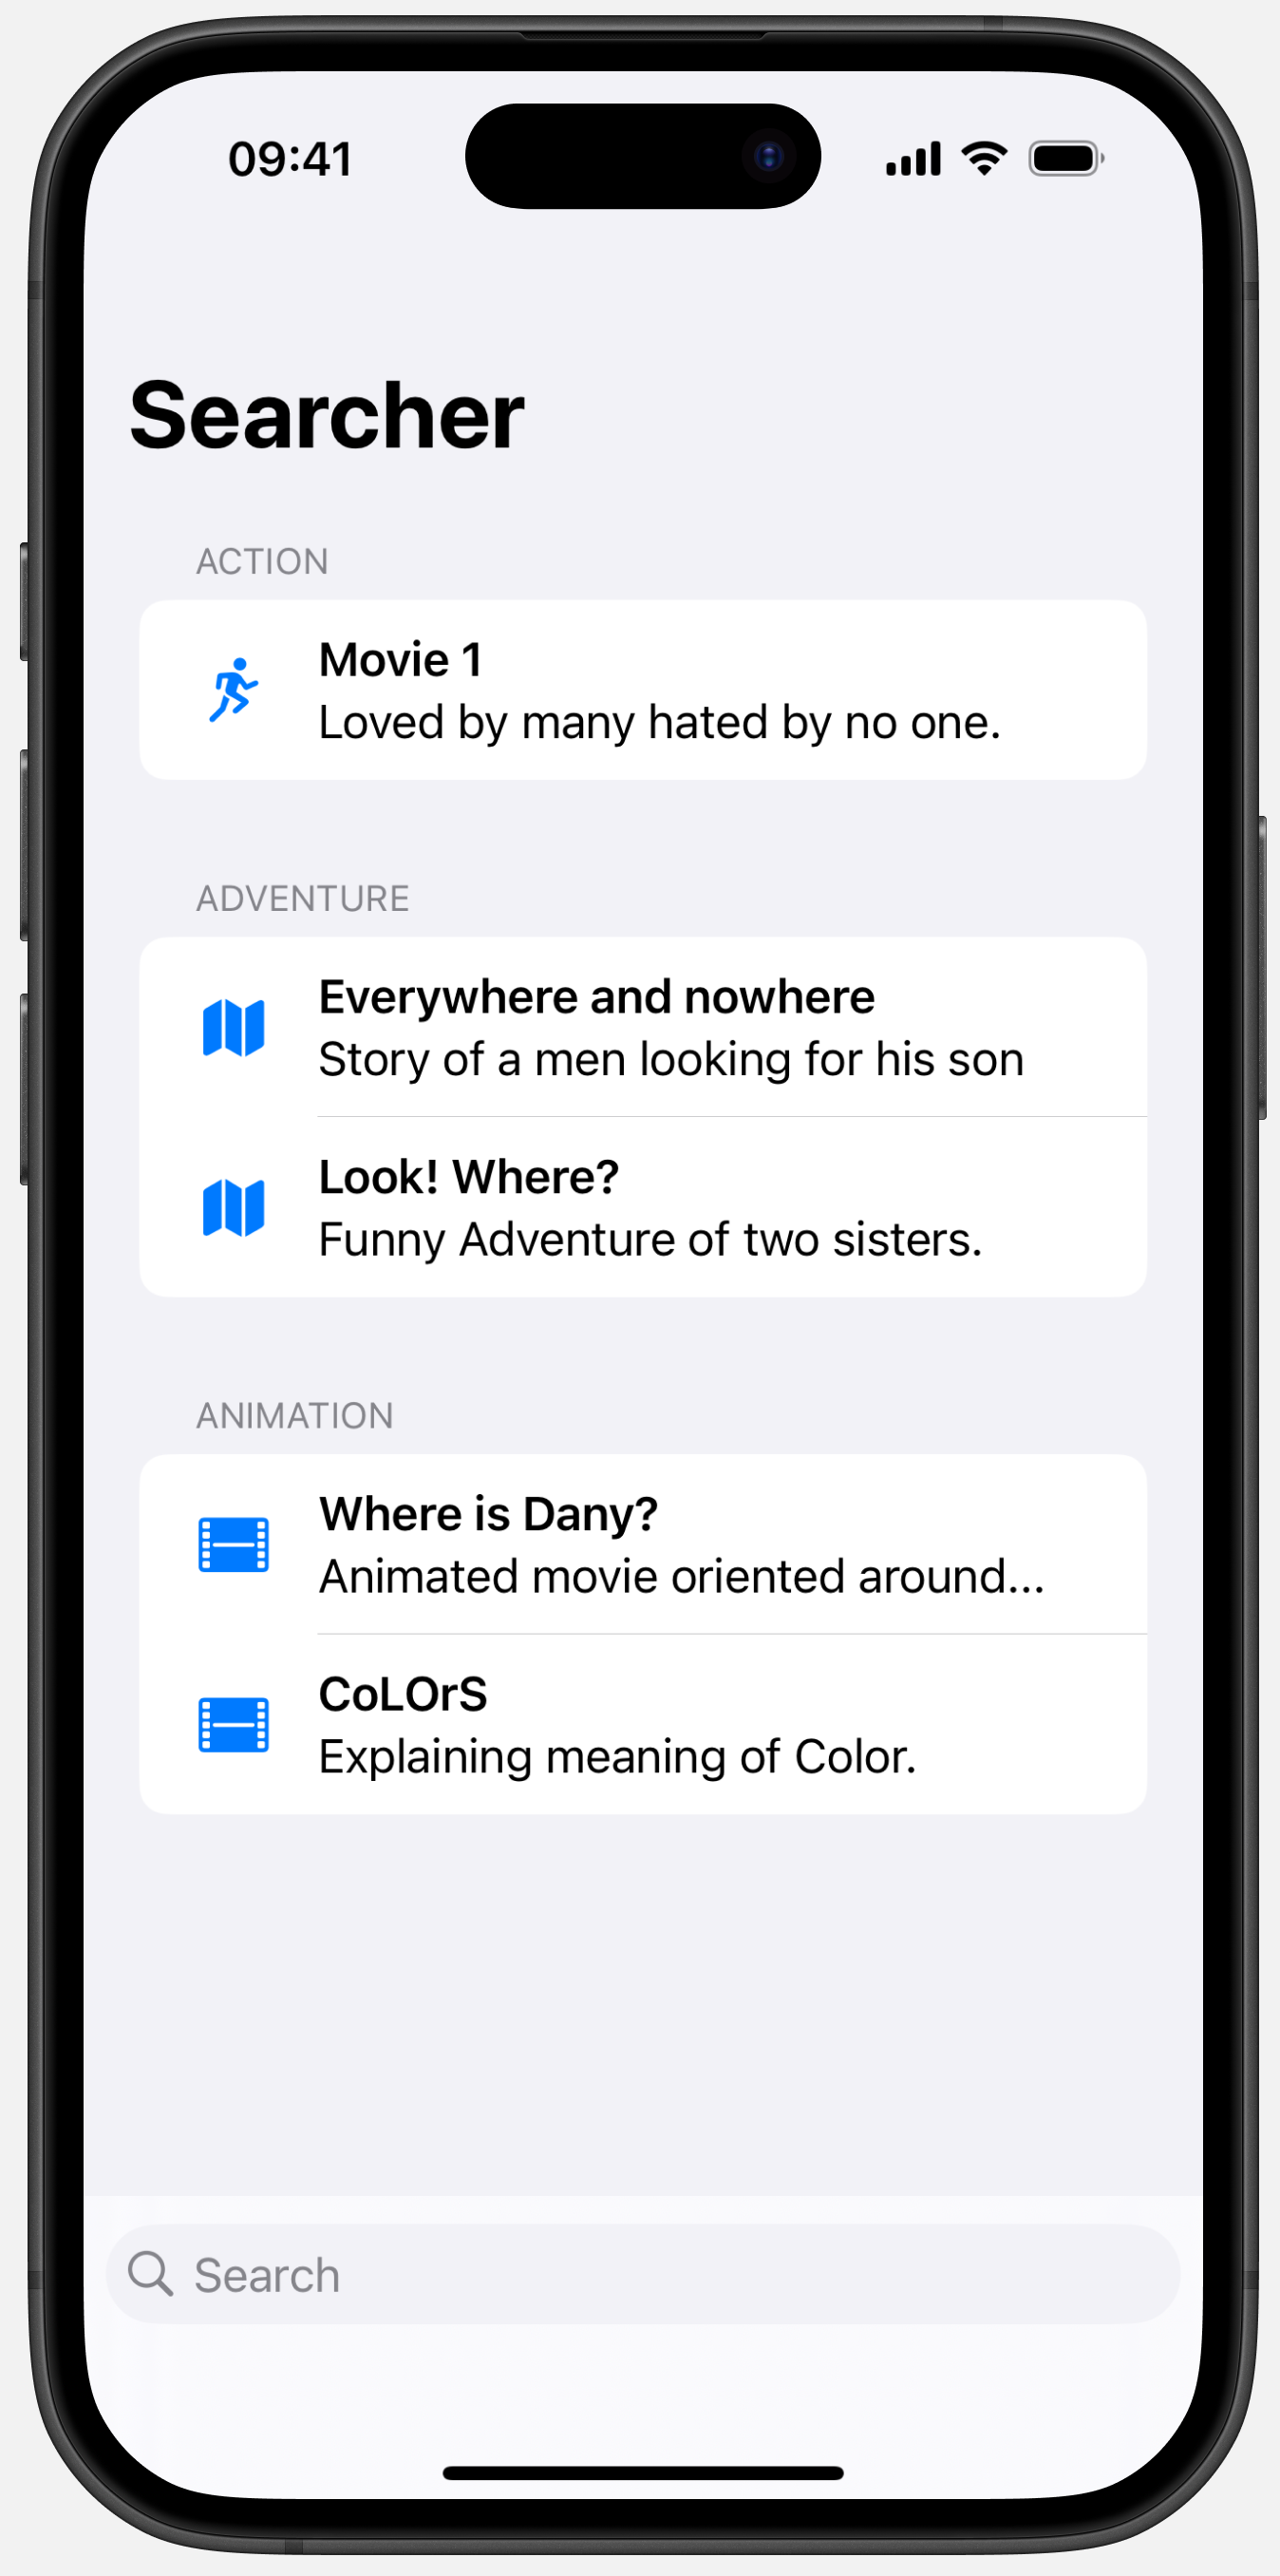 09:41
Searcher
ACTION
Movie 1
Loved by many hated by no one.
ADVENTURE
Everywhere and nowhere
Story of a men looking for his son
Look! Where?
Funny Adventure of two sisters.
ANIMATION
Where is Dany?
Animated movie oriented around...
CoLOrS
Explaining meaning of Color.
Search